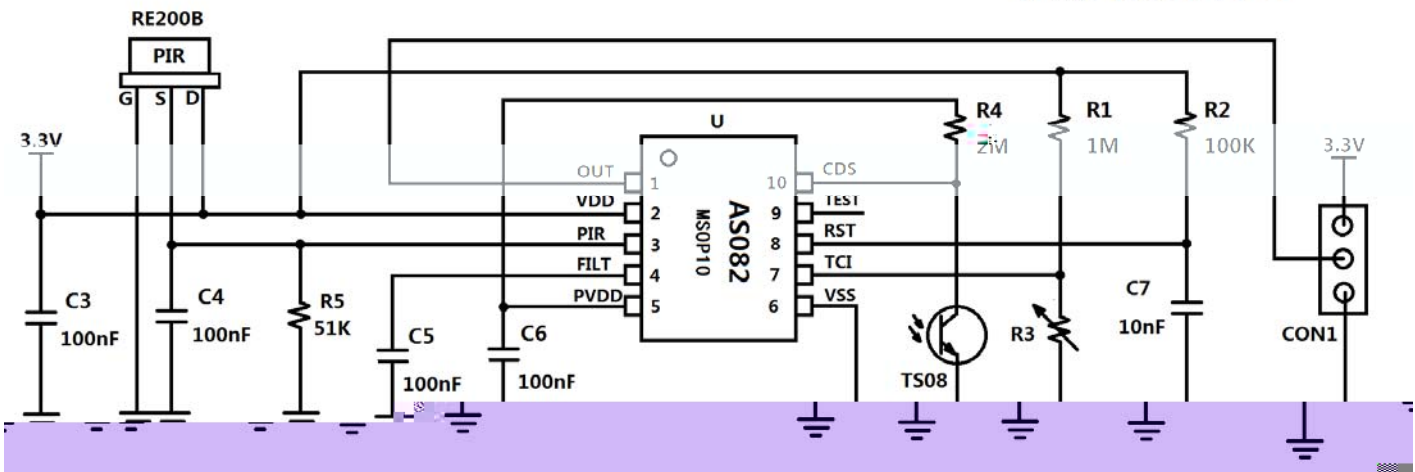 RE200B
PIR
G S D
3.3V
U
R4
R1
1M
R2
100K
3.3V
OUT 1
VDD 2
PIR 3
FILT 4
PVDD 5
AS082
MSOP10
10 CDS
9 TEST
8 RST
7 TCI
6 VSS
C3
100nF
C4
100nF
R5
51K
C5
100nF
C6
100nF
TS08
R3
C7
10nF
CON1